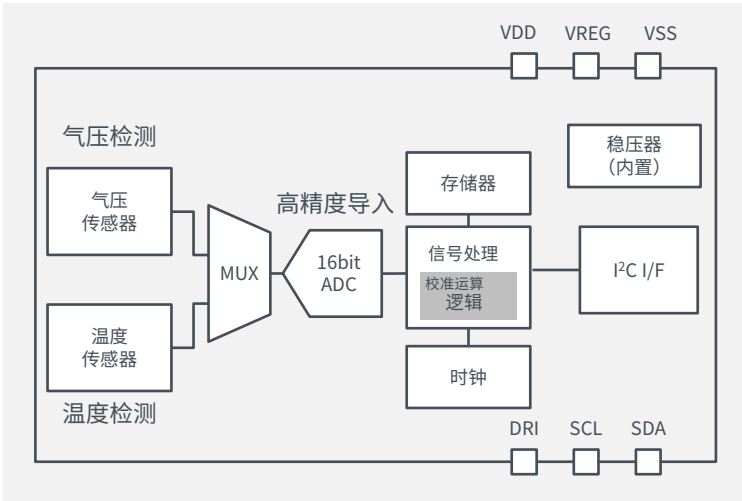 VDD VREG VSS
气压检测
稳压器
（内置）
气压
传感器
存储器
高精度导入
信号处理
校准运算
逻辑
16bit
ADC
MUX
I²C I/F
温度
传感器
时钟
温度检测
DRI SCL SDA